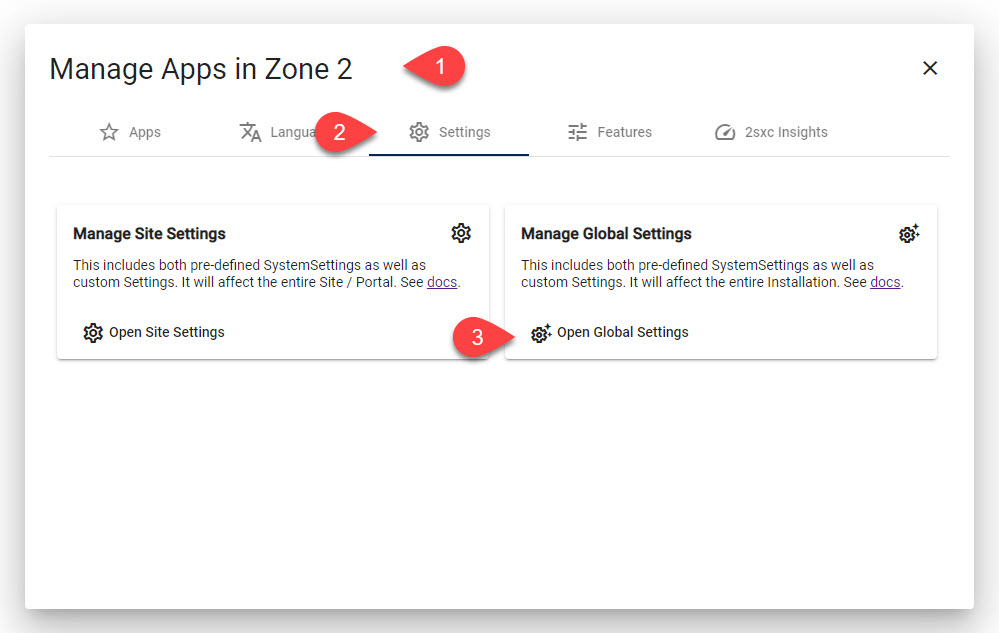 Manage Apps in Zone 2
1
Apps
Langua
2
Settings
Features
2sxc Insights
Manage Site Settings
This includes both pre-defined SystemSettings as well as
custom Settings. It will affect the entire Site / Portal. See docs.
Open Site Settings
Manage Global Settings
This includes both pre-defined SystemSettings as well as
custom Settings. It will affect the entire Installation. See docs.
3
Open Global Settings